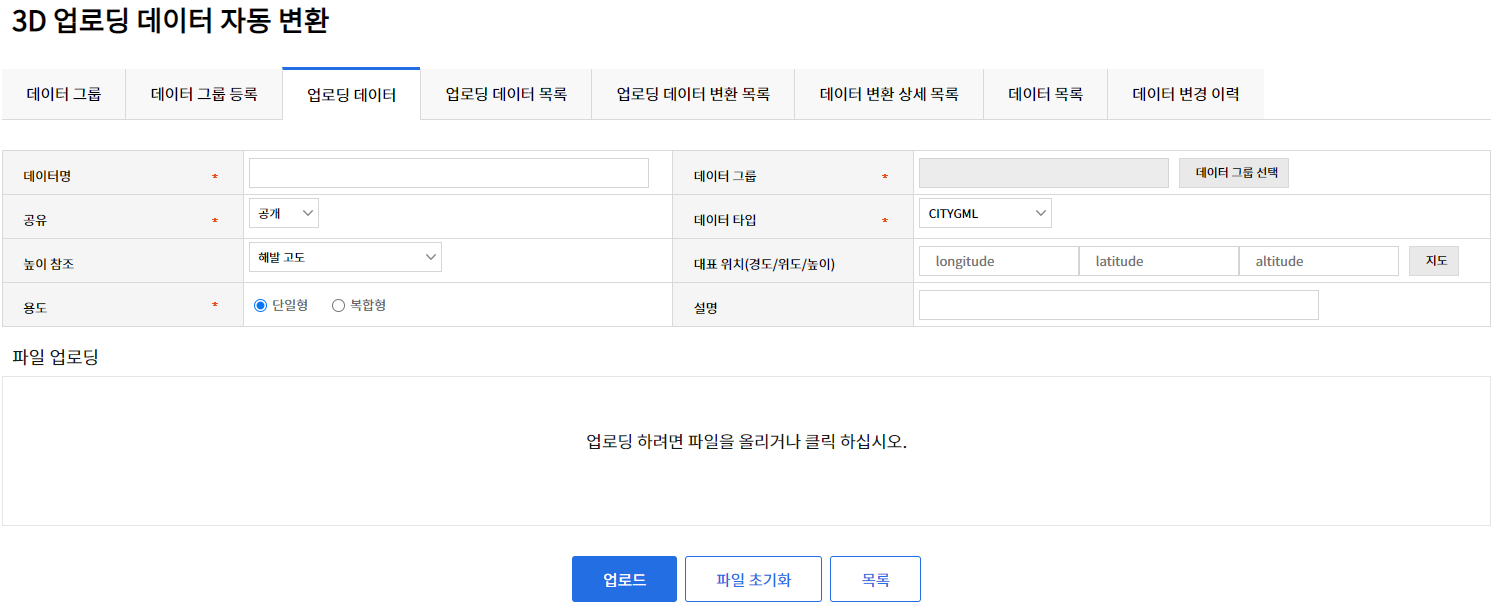 3D 업로딩 데이터 자동 변환
데이터 그룹 데이터 그룹 등록 업로딩 데이터 업로딩 데이터 목록 업로딩 데이터 변환 목록 데이터 변환 상세 목록 데이터 목록 데이터 변경 이력
데이터명 * 데이터 그룹 * 데이터 그룹 선택
공유 * 공개 데이터 타입 * CITYGML
높이 참조 해발 고도 대표 위치(경도/위도/높이) longitude latitude altitude 지도
용도 * 단일형 복합형 설명
파일 업로딩
업로딩 하려면 파일을 올리거나 클릭 하십시오.
업로드 파일 초기화 목록